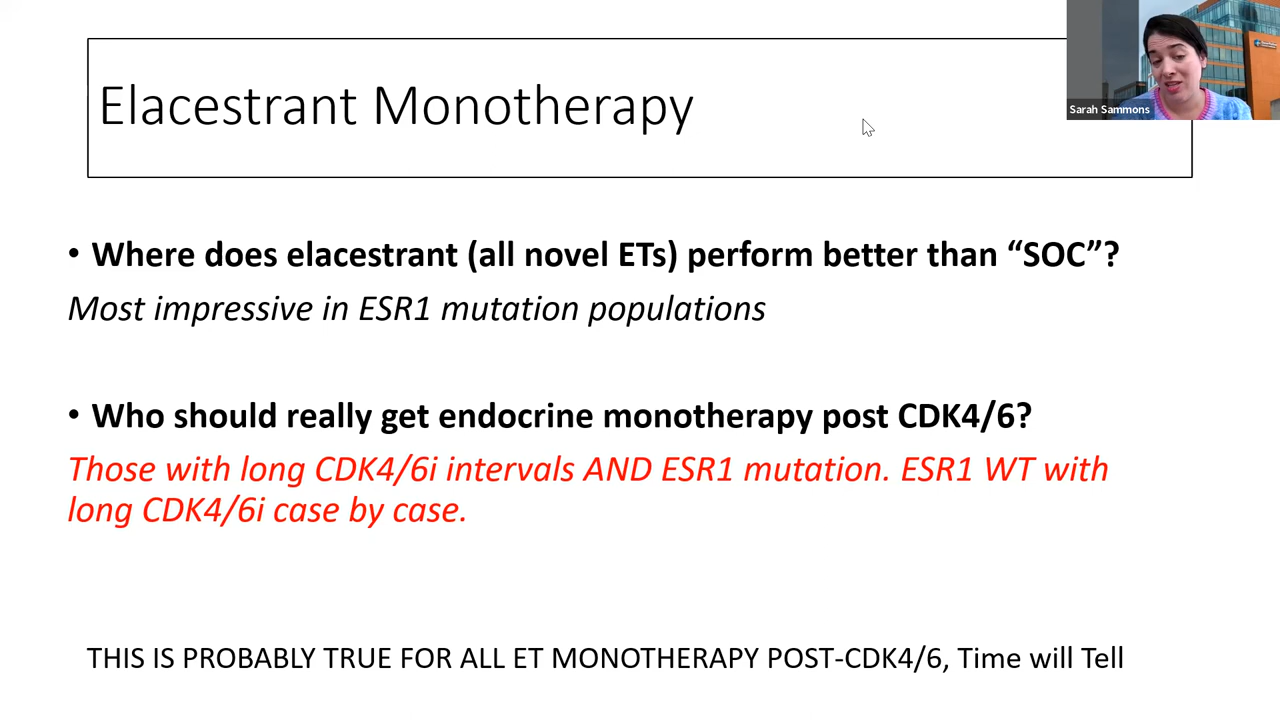 Elacestrant Monotherapy
Sarah Sammons
• Where does elacestrant (all novel ETs) perform better than “SOC”?
Most impressive in ESR1 mutation populations
• Who should really get endocrine monotherapy post CDK4/6?
Those with long CDK4/6i intervals AND ESR1 mutation. ESR1 WT with
long CDK4/6i case by case.
THIS IS PROBABLY TRUE FOR ALL ET MONOTHERAPY POST-CDK4/6, Time will Tell